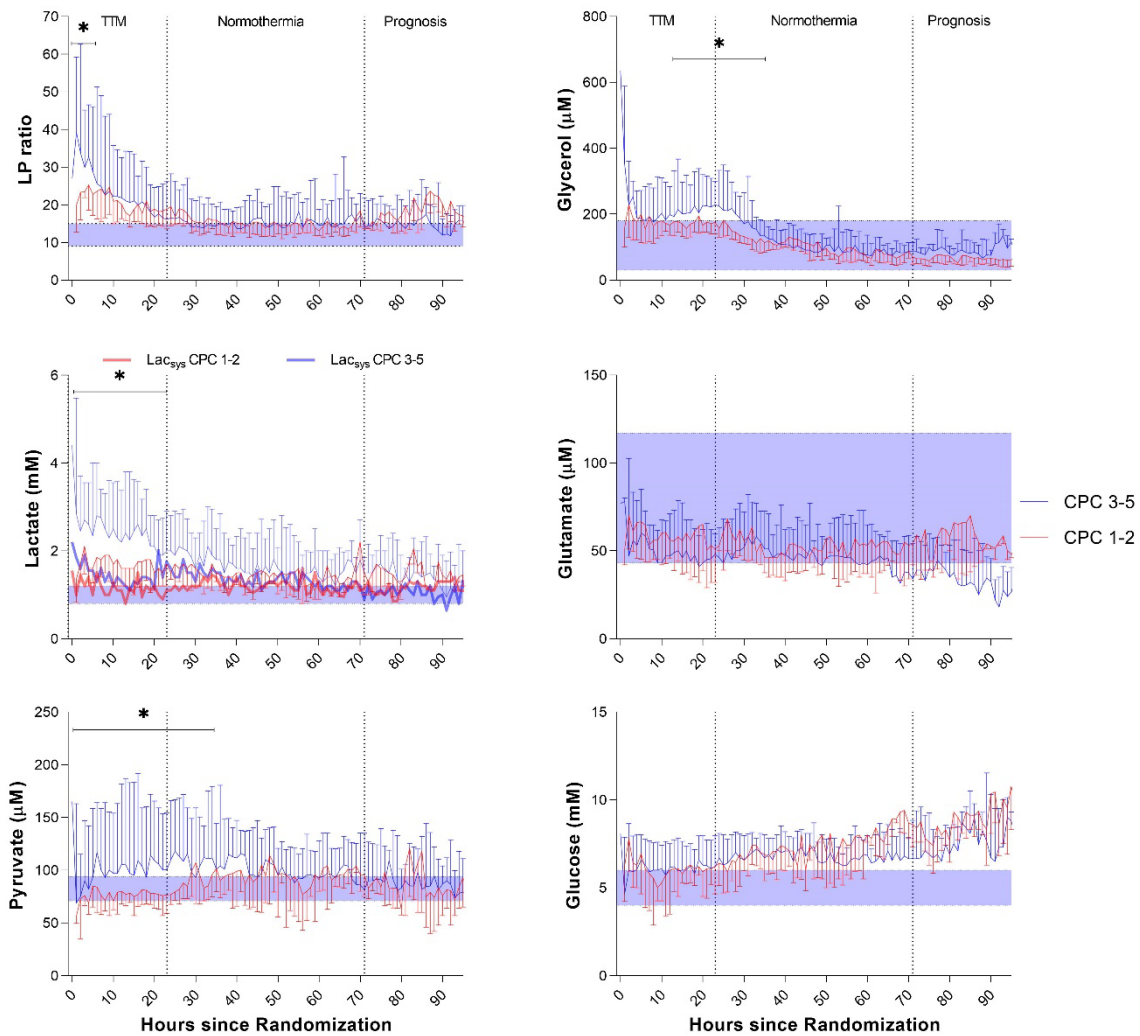 TTM Normothermia Prognosis
*
LP ratio
70
60
50
40
30
20
10
0
0 10 20 30 40 50 60 70 80 90
TTM Normothermia Prognosis
*
Glycerol (µM)
800
600
400
200
0
0 10 20 30 40 50 60 70 80 90
Lacsys CPC 1-2 Lacsys CPC 3-5
*
Lactate (mM)
6
4
2
0
0 10 20 30 40 50 60 70 80 90
Glutamate (µM)
150
100
50
0
0 10 20 30 40 50 60 70 80 90
CPC 3-5
CPC 1-2
*
Pyruvate (µM)
250
200
150
100
50
0
0 10 20 30 40 50 60 70 80 90
Hours since Randomization
Glucose (mM)
15
10
5
0
0 10 20 30 40 50 60 70 80 90
Hours since Randomization